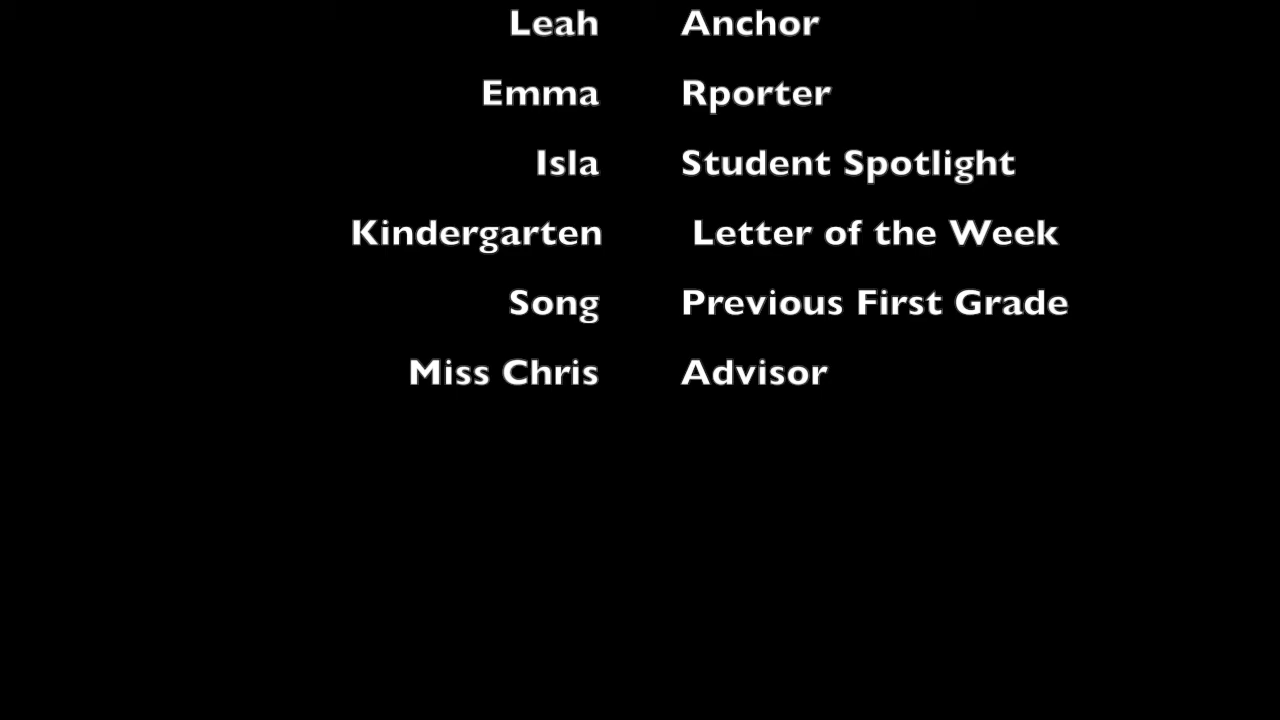 Leah Anchor
Emma Rporter
Isla Student Spotlight
Kindergarten Letter of the Week
Song Previous First Grade
Miss Chris Advisor